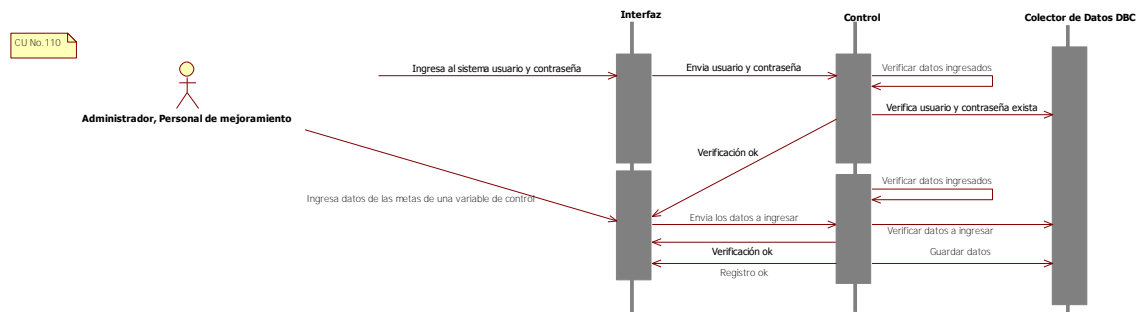 Interfaz
Control
Colector de Datos DBC
CU No.110
Ingresa al sistema usuario y contraseña
Envia usuario y contraseña
Verificar datos ingresados
Verifica usuario y contraseña exista
Administrador, Personal de mejoramiento
Verificación ok
Verificar datos ingresados
Ingresa datos de las metas de una variable de control
Envia los datos a ingresar
Verificar datos a ingresar
Verificación ok
Guardar datos
Registro ok